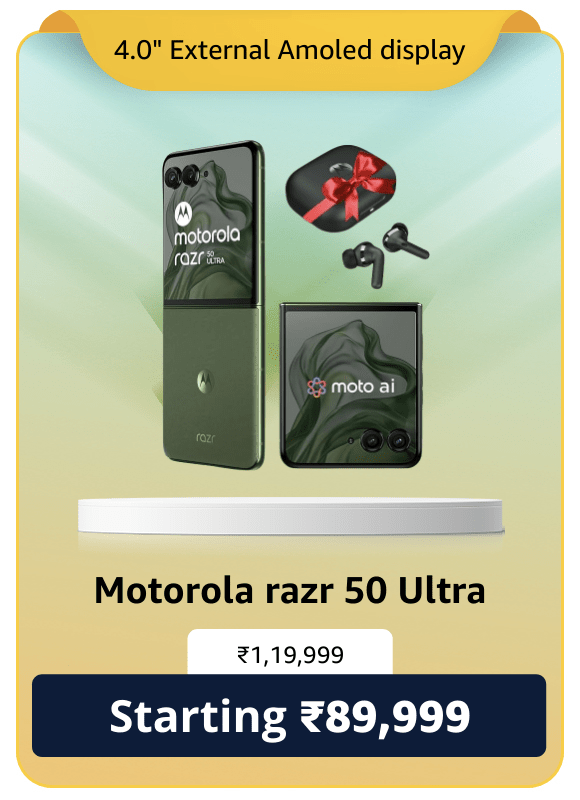 4.0" External Amoled display
motorola
razr 50
ULTRA
razr
moto ai
Motorola razr 50 Ultra
₹1,19,999
Starting ₹89,999